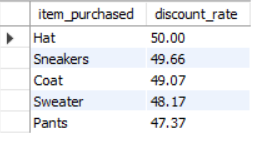 item_purchased discount_rate
Hat 50.00
Sneakers 49.66
Coat 49.07
Sweater 48.17
Pants 47.37